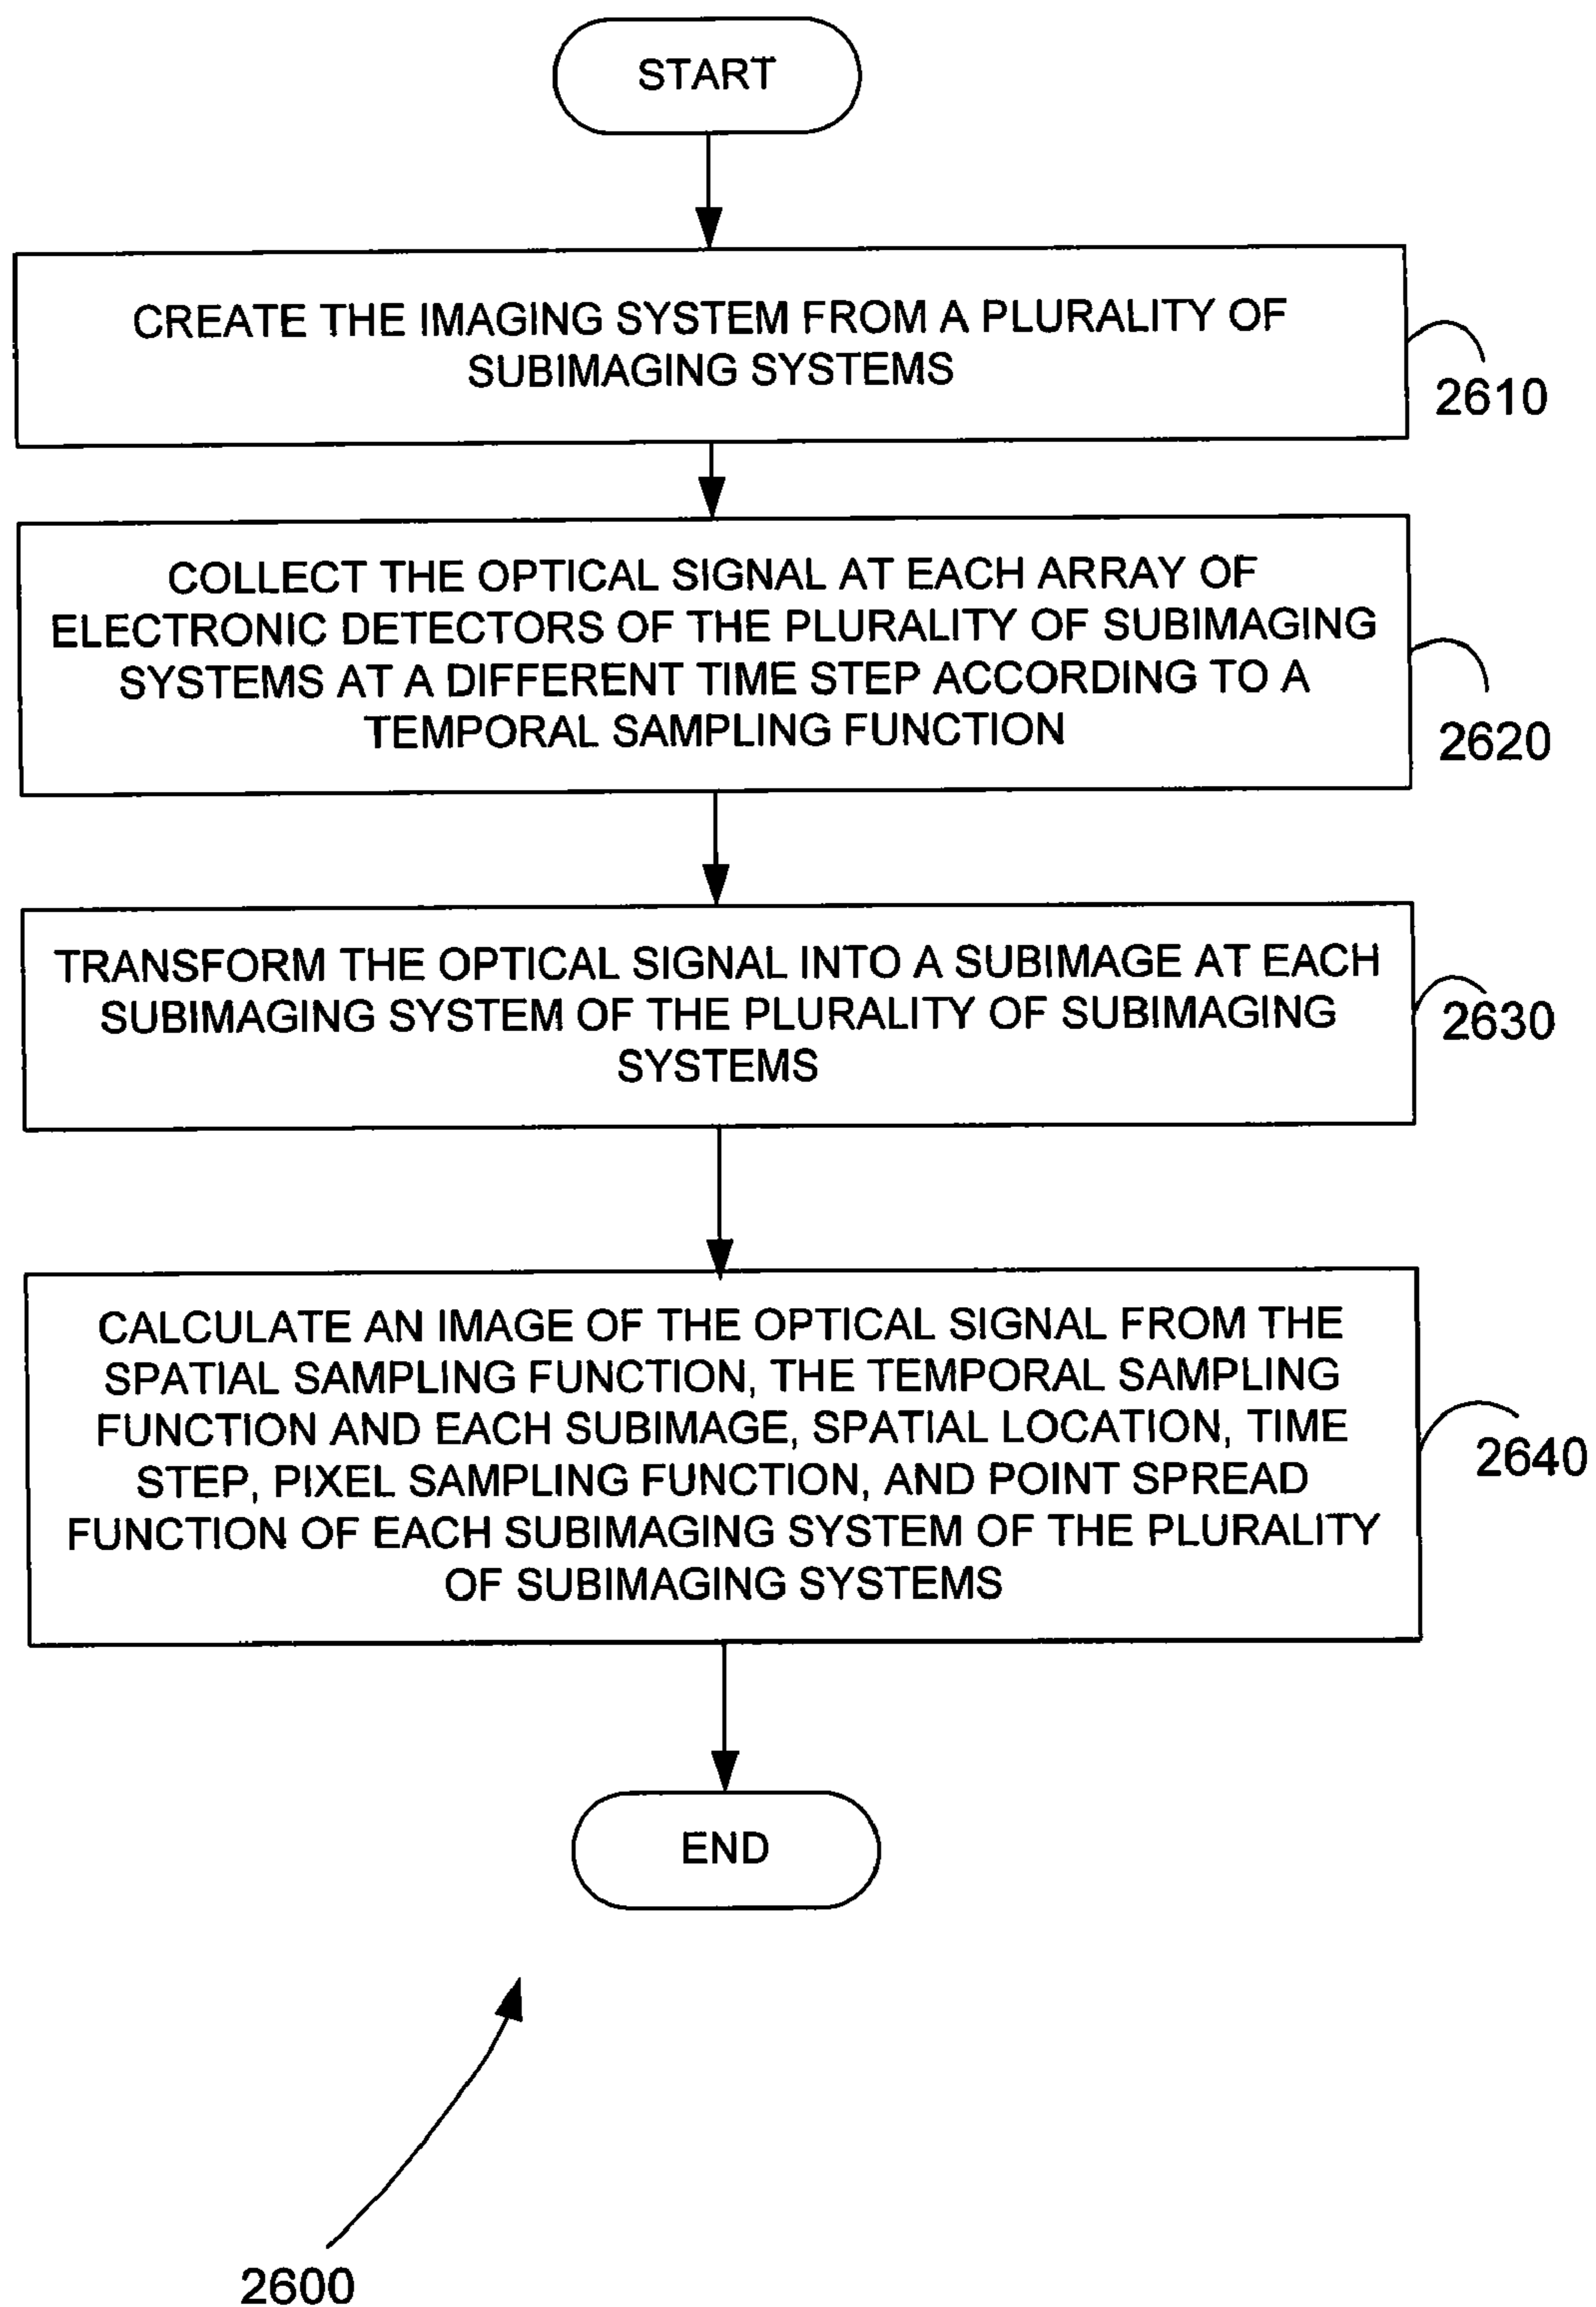 START
CREATE THE IMAGING SYSTEM FROM A PLURALITY OF
SUBIMAGING SYSTEMS
2610
COLLECT THE OPTICAL SIGNAL AT EACH ARRAY OF
ELECTRONIC DETECTORS OF THE PLURALITY OF SUBIMAGING
SYSTEMS AT A DIFFERENT TIME STEP ACCORDING TO A
TEMPORAL SAMPLING FUNCTION
2620
TRANSFORM THE OPTICAL SIGNAL INTO A SUBIMAGE AT EACH
SUBIMAGING SYSTEM OF THE PLURALITY OF SUBIMAGING
SYSTEMS
2630
CALCULATE AN IMAGE OF THE OPTICAL SIGNAL FROM THE
SPATIAL SAMPLING FUNCTION, THE TEMPORAL SAMPLING
FUNCTION AND EACH SUBIMAGE, SPATIAL LOCATION, TIME
STEP, PIXEL SAMPLING FUNCTION, AND POINT SPREAD
FUNCTION OF EACH SUBIMAGING SYSTEM OF THE PLURALITY
OF SUBIMAGING SYSTEMS
2640
END
2600